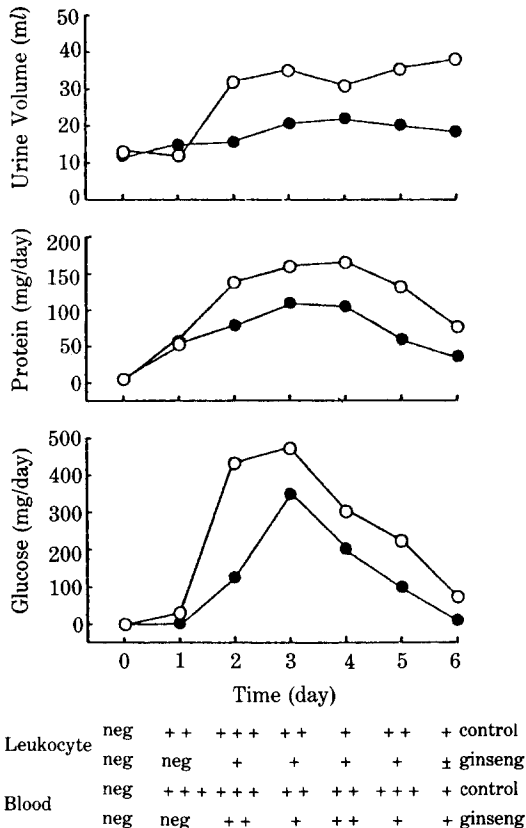 Urine Volume (ml)
50
40
30
20
10
0
Protein (mg/day)
200
150
100
50
0
Glucose (mg/day)
500
400
300
200
100
0
0 1 2 3 4 5 6
Time (day)
Leukocyte
neg ++ +++ ++ + ++ + control
neg neg + + + + ± ginseng
Blood
neg +++ +++ ++ ++ +++ + control
neg neg ++ + ++ + + ginseng